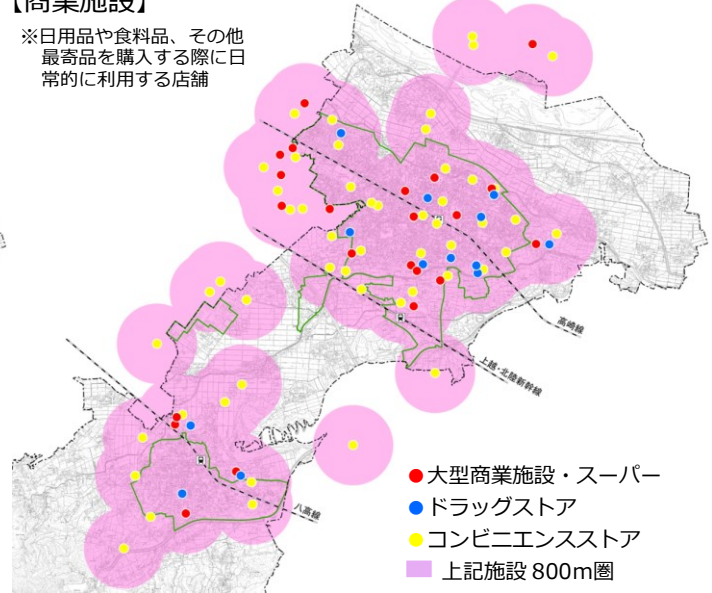 【商業施設】
※日用品や食料品、その他
最寄品を購入する際に日
常的に利用する店舗
高崎線
上越・北陸新幹線
八高線
大型商業施設・スーパー
ドラッグストア
コンビニエンスストア
上記施設 800m圏